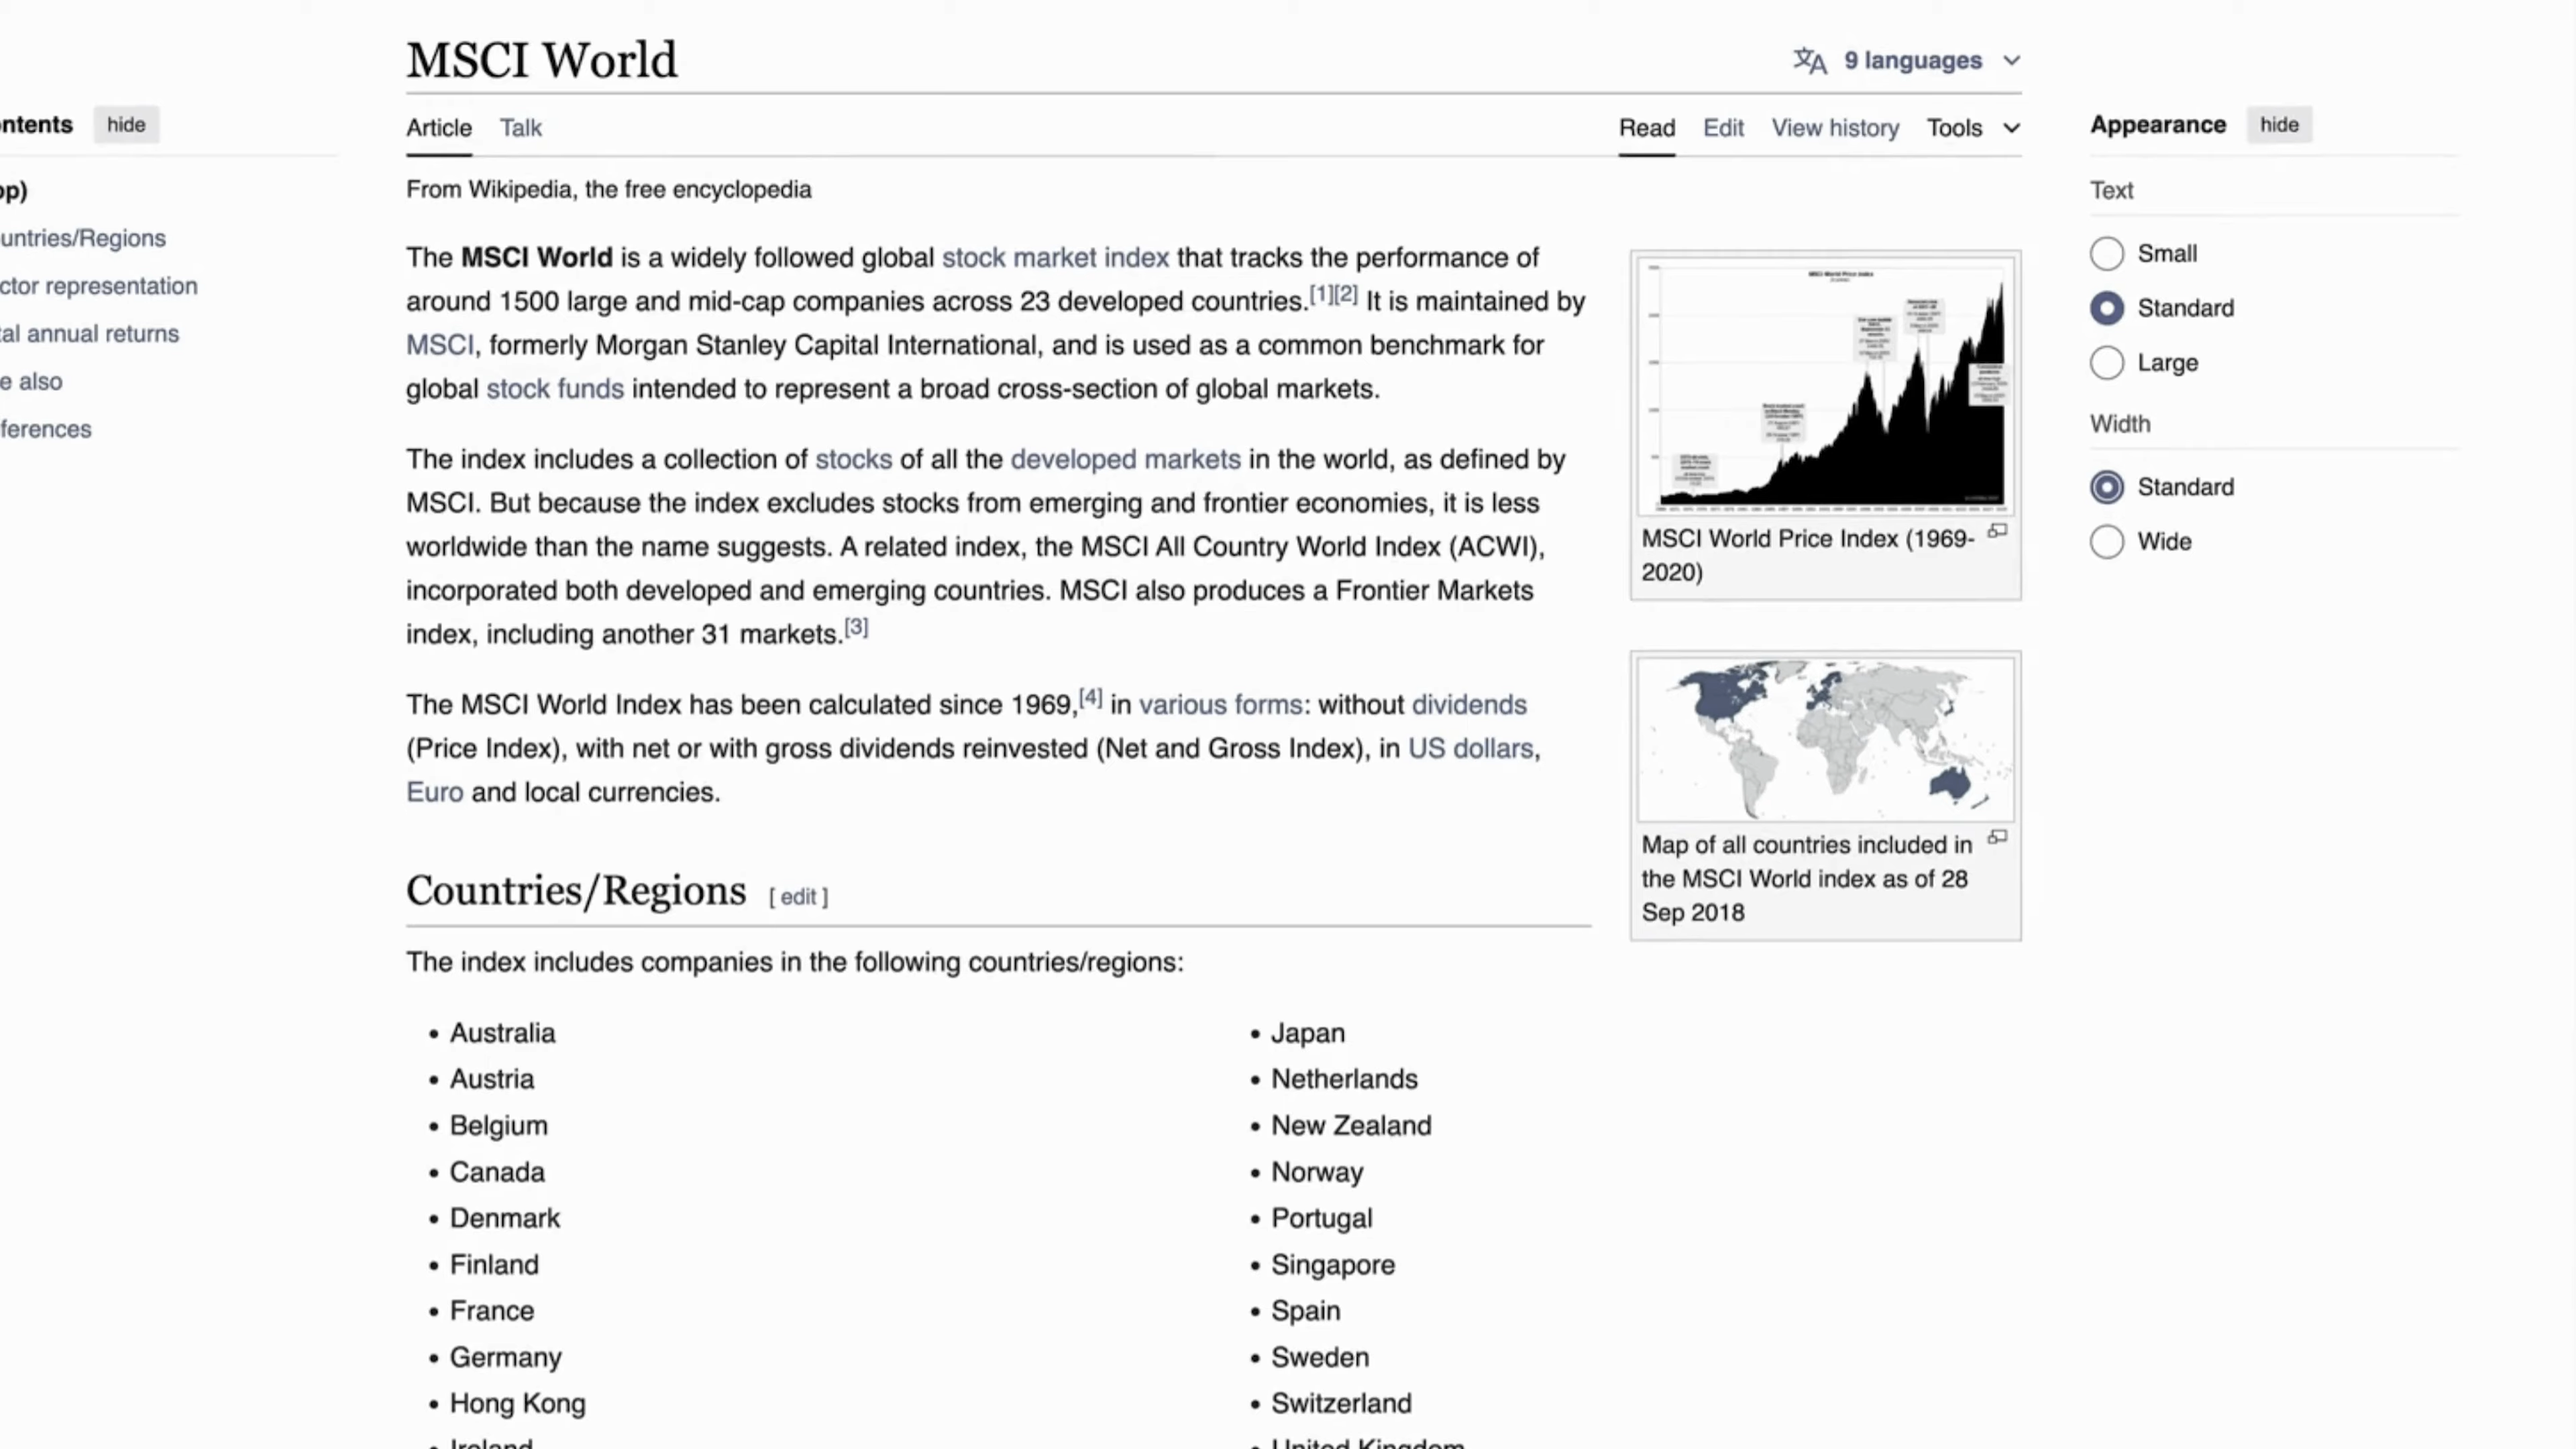 MSCI World
9 languages
ntents hide
Article Talk
Read Edit View history Tools
Appearance hide
op)
untries/Regions
ctor representation
tal annual returns
e also
ferences
From Wikipedia, the free encyclopedia
The MSCI World is a widely followed global stock market index that tracks the performance of
around 1500 large and mid-cap companies across 23 developed countries.[1][2] It is maintained by
MSCI, formerly Morgan Stanley Capital International, and is used as a common benchmark for
global stock funds intended to represent a broad cross-section of global markets.
The index includes a collection of stocks of all the developed markets in the world, as defined by
MSCI. But because the index excludes stocks from emerging and frontier economies, it is less
worldwide than the name suggests. A related index, the MSCI All Country World Index (ACWI),
incorporated both developed and emerging countries. MSCI also produces a Frontier Markets
index, including another 31 markets.[3]
The MSCI World Index has been calculated since 1969,[4] in various forms: without dividends
(Price Index), with net or with gross dividends reinvested (Net and Gross Index), in US dollars,
Euro and local currencies.
MSCI World Price Index
MSCI World Price Index (1969-
2020)
Map of all countries included in
the MSCI World index as of 28
Sep 2018
Text
Small
Standard
Large
Width
Standard
Wide
Countries/Regions [ edit ]
The index includes companies in the following countries/regions:
• Australia
• Austria
• Belgium
• Canada
• Denmark
• Finland
• France
• Germany
• Hong Kong
• Ireland
• Japan
• Netherlands
• New Zealand
• Norway
• Portugal
• Singapore
• Spain
• Sweden
• Switzerland
• United Kingdom